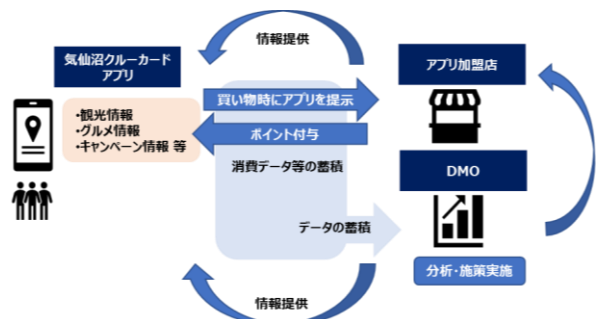 情報提供
気仙沼クルーカード
アプリ
アプリ加盟店
買い物時にアプリを提示
・観光情報
・グルメ情報
・キャンペーン情報 等
ポイント付与
消費データ等の蓄積
DMO
データの蓄積
分析・施策実施
情報提供